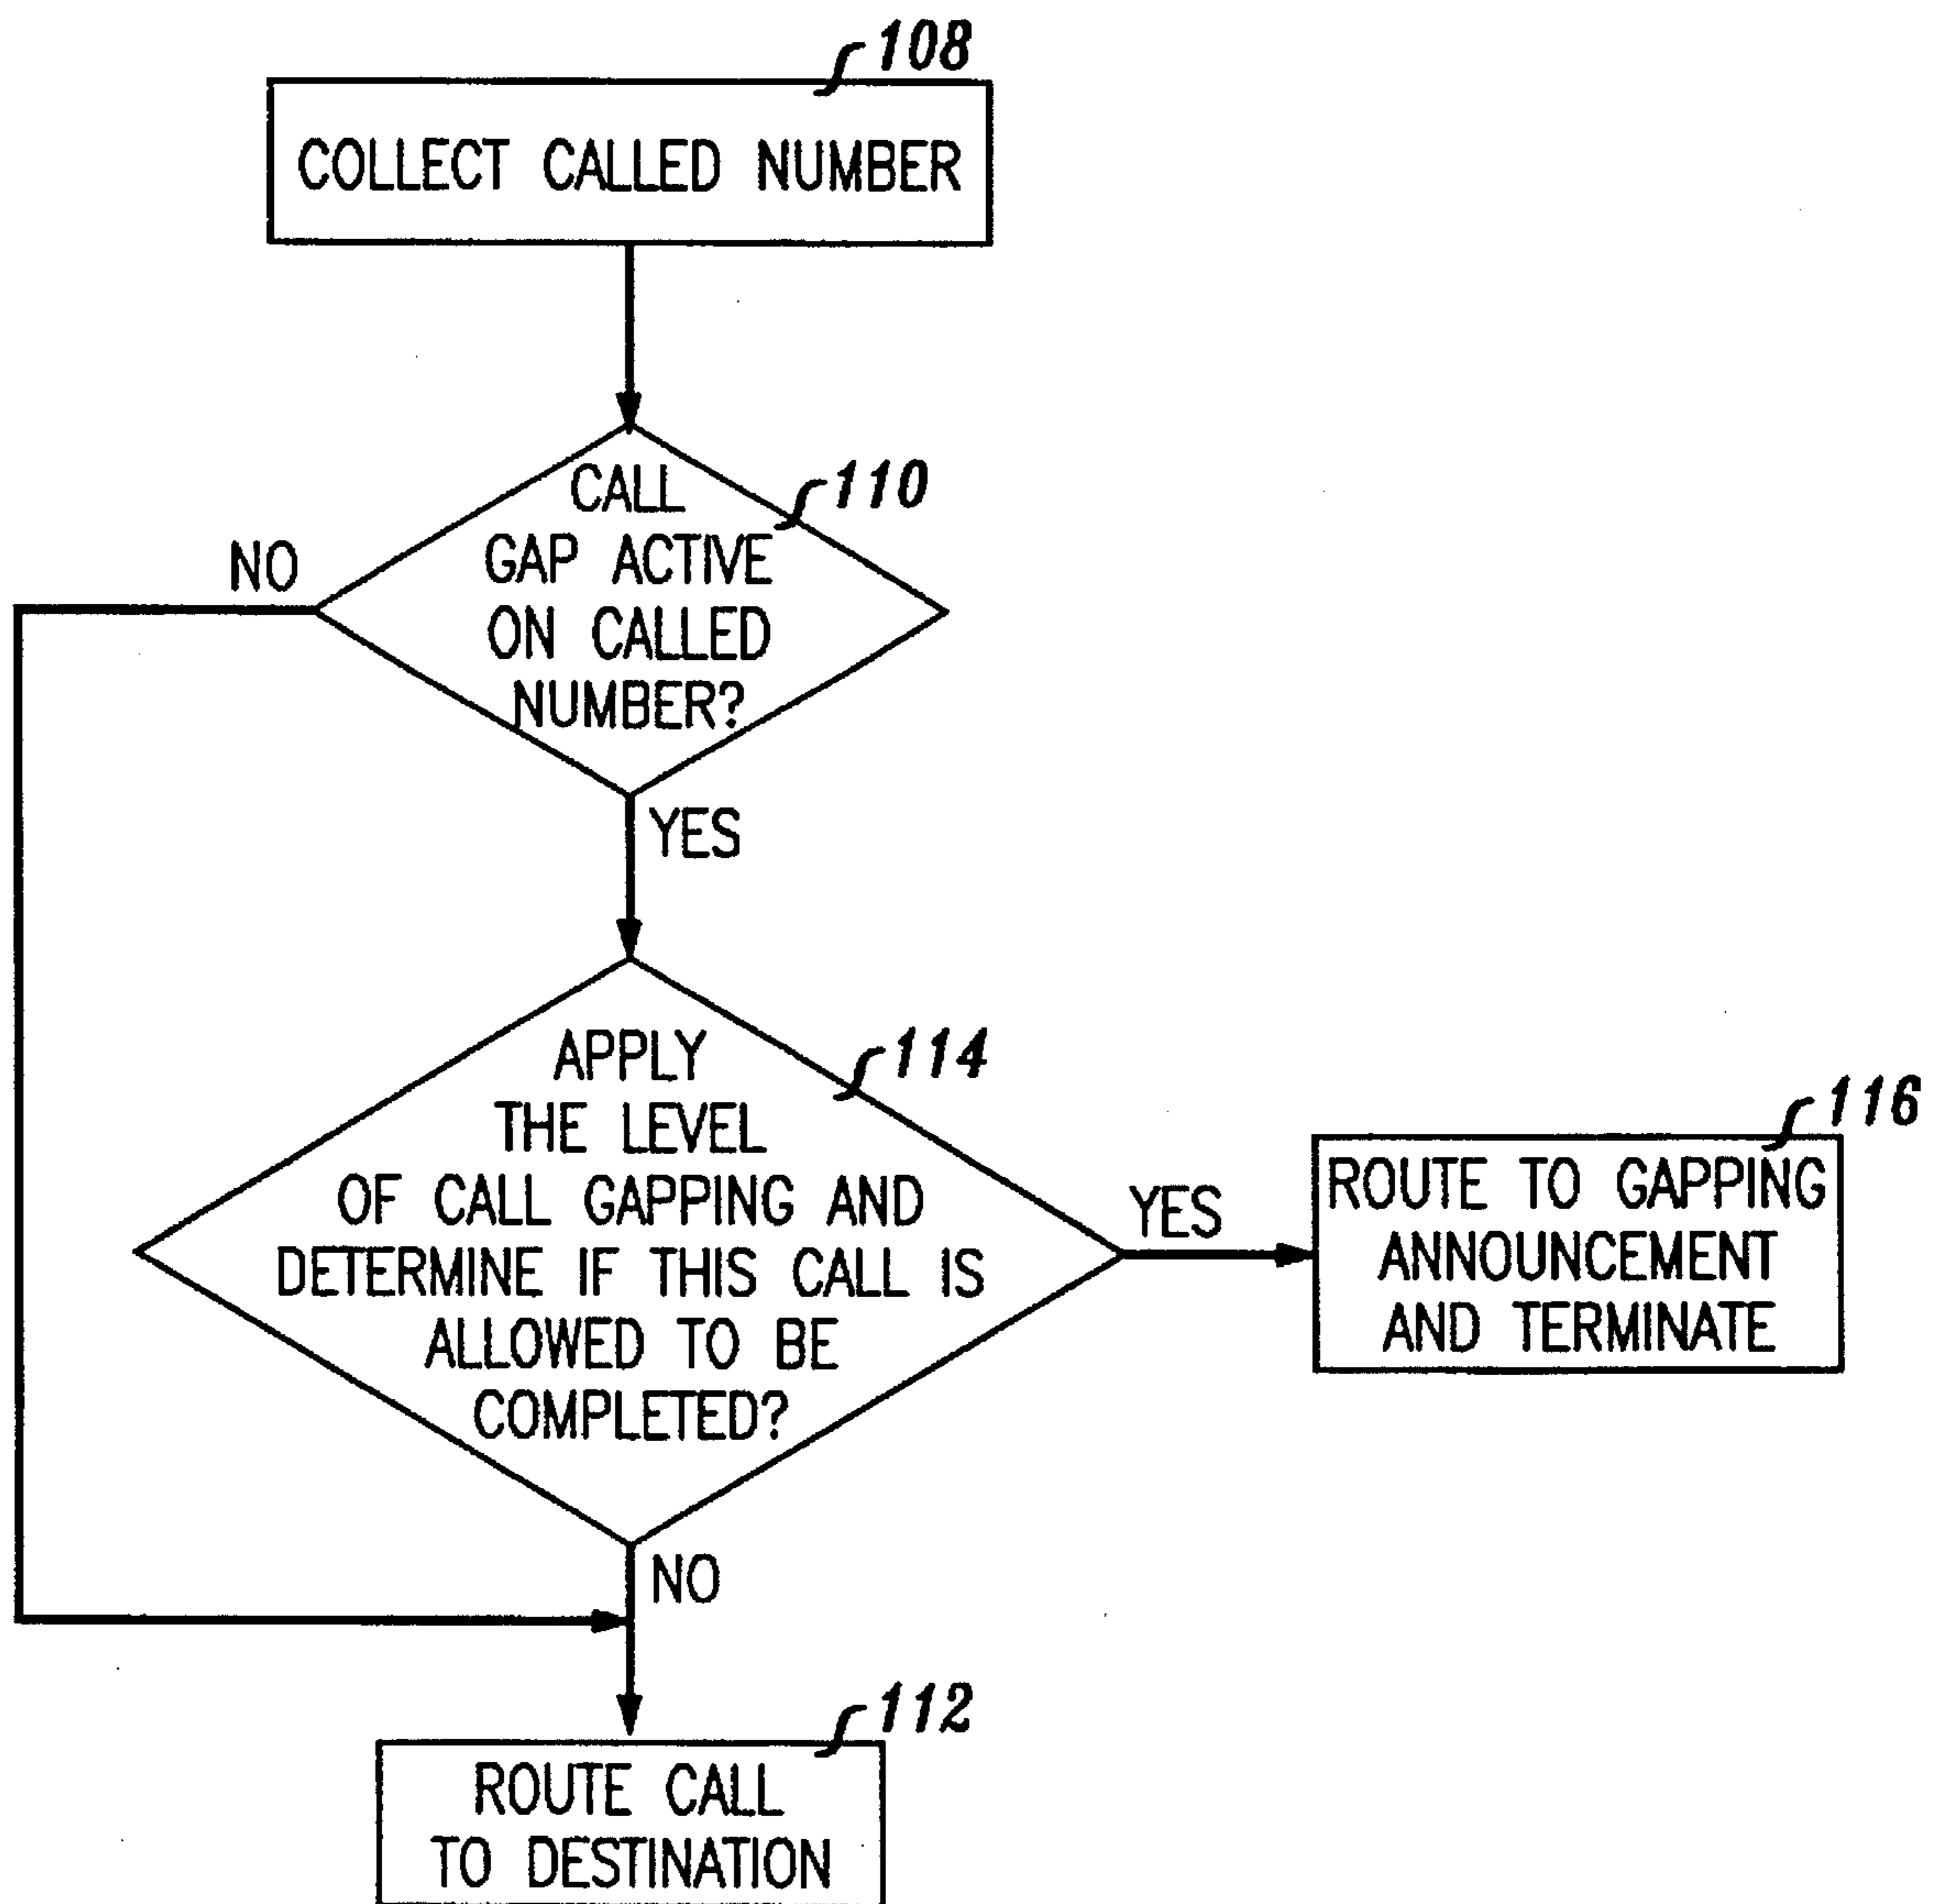 108
COLLECT CALLED NUMBER
110
CALL
GAP ACTIVE
ON CALLED
NUMBER?
NO
YES
114
APPLY
THE LEVEL
OF CALL GAPPING AND
DETERMINE IF THIS CALL IS
ALLOWED TO BE
COMPLETED?
YES
116
ROUTE TO GAPPING
ANNOUNCEMENT
AND TERMINATE
NO
112
ROUTE CALL
TO DESTINATION